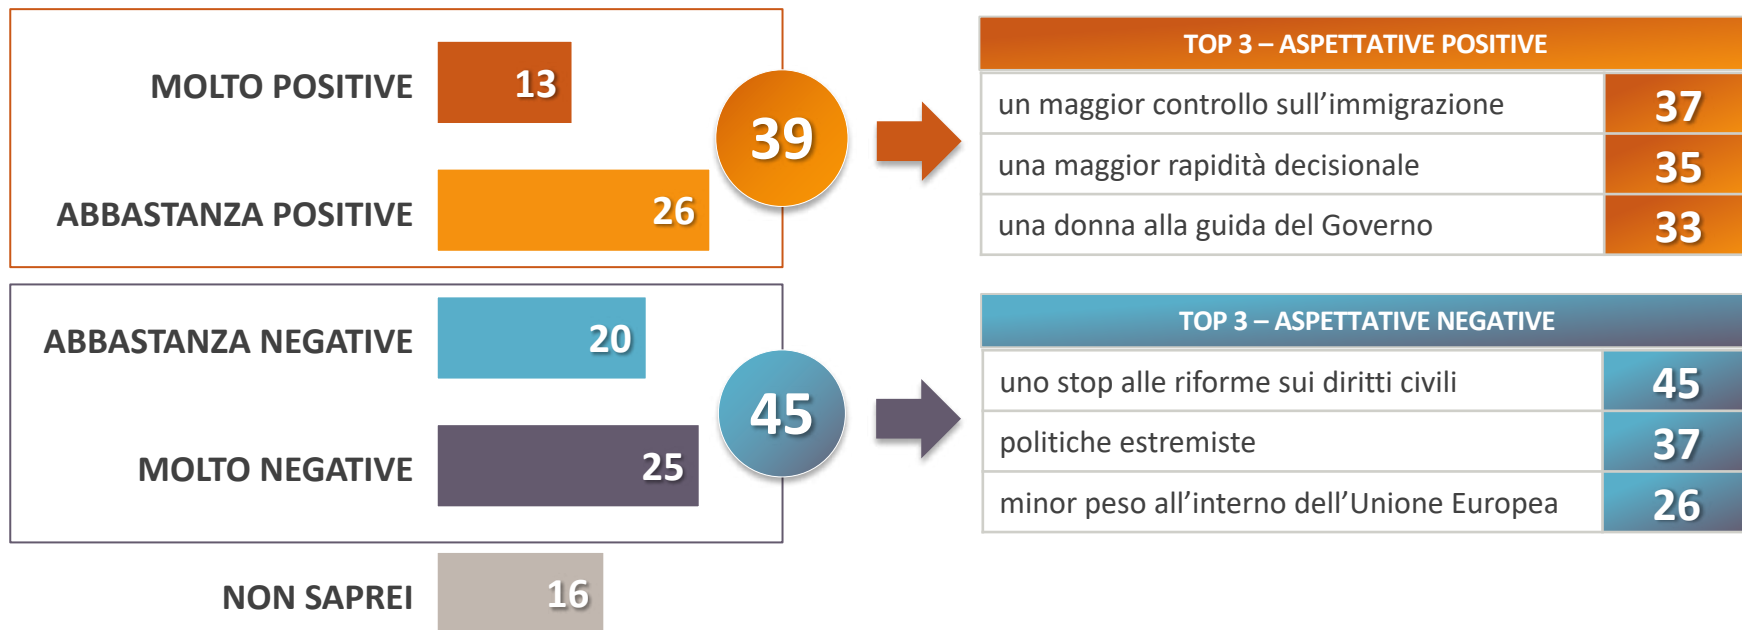 MOLTO POSITIVE 13
39
ABBASTANZA POSITIVE 26
TOP 3 – ASPETTATIVE POSITIVE
un maggior controllo sull’immigrazione 37
una maggior rapidità decisionale 35
una donna alla guida del Governo 33
ABBASTANZA NEGATIVE 20
45
MOLTO NEGATIVE 25
TOP 3 – ASPETTATIVE NEGATIVE
uno stop alle riforme sui diritti civili 45
politiche estremiste 37
minor peso all’interno dell’Unione Europea 26
NON SAPREI 16